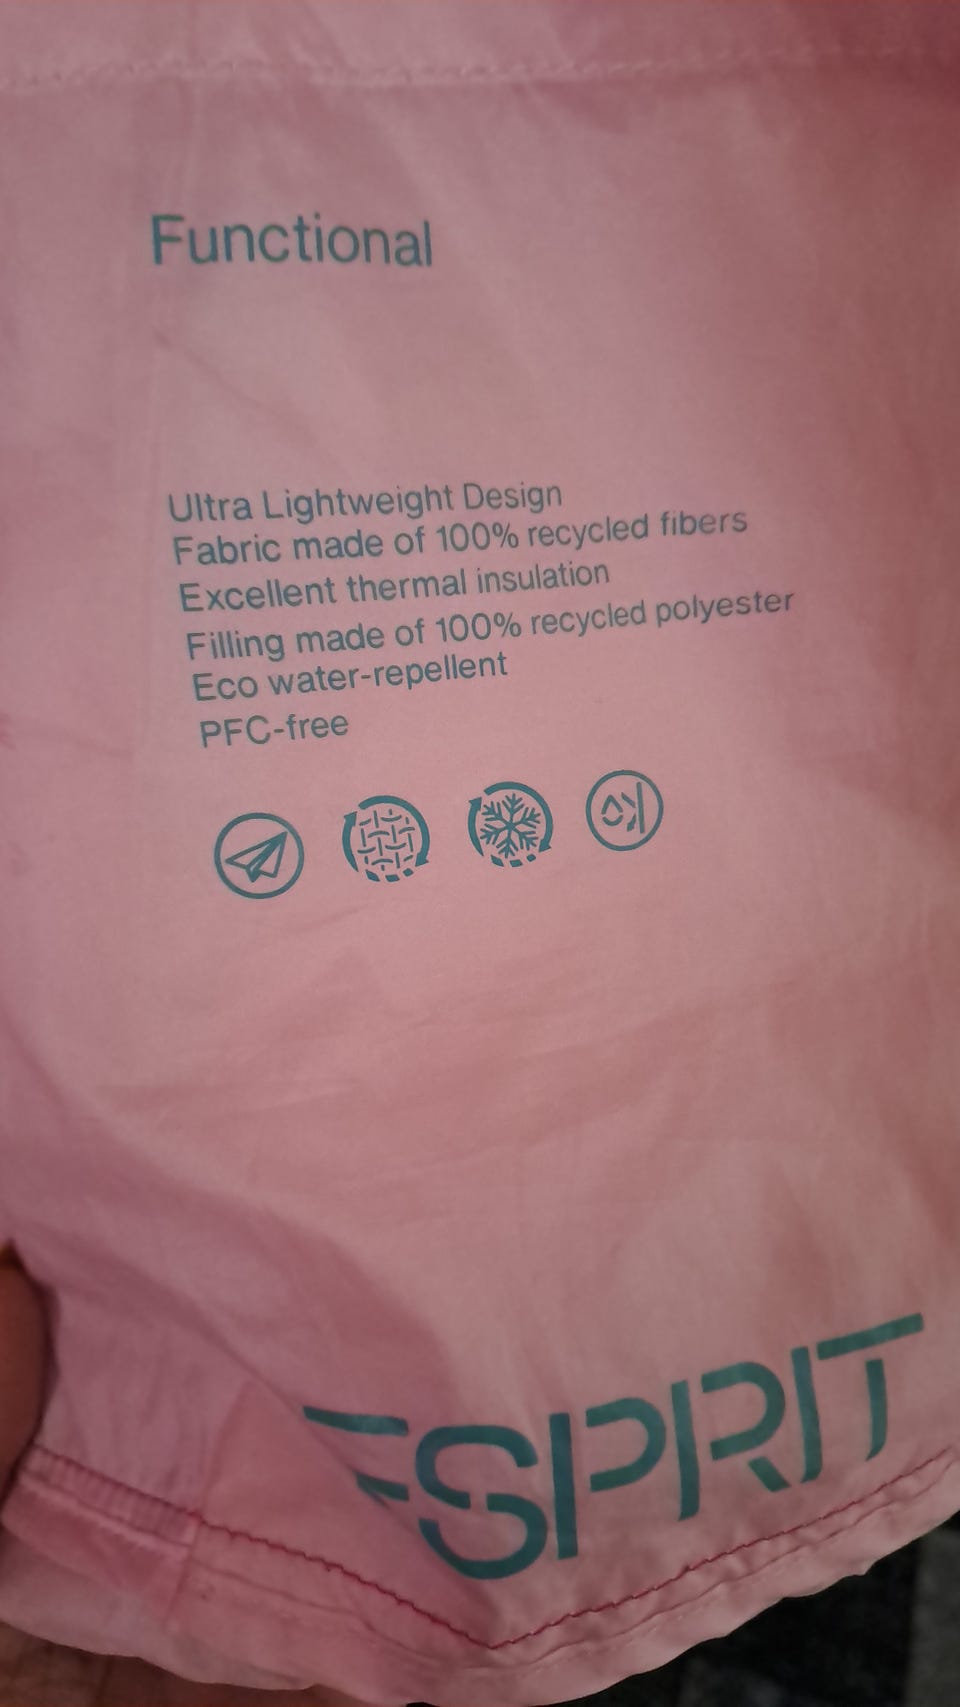 Functional
Ultra Lightweight Design
Fabric made of 100% recycled fibers
Excellent thermal insulation
Filling made of 100% recycled polyester
Eco water-repellent
PFC-free
ESPRIT